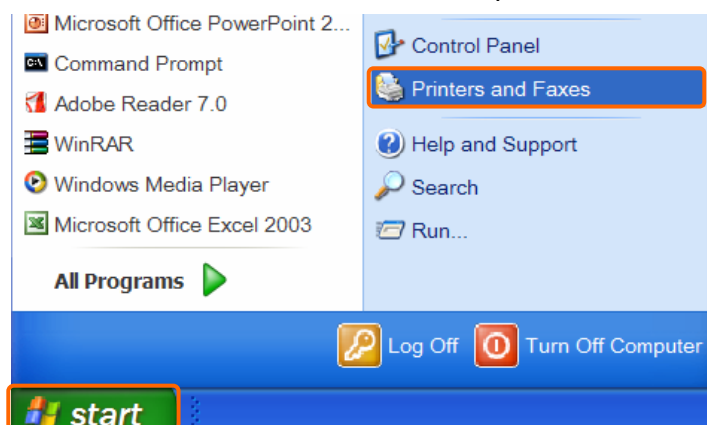 Microsoft Office PowerPoint 2...
Command Prompt
Adobe Reader 7.0
WinRAR
Windows Media Player
Microsoft Office Excel 2003
All Programs
Control Panel
Printers and Faxes
Help and Support
Search
Run...
Log Off
Turn Off Computer
start